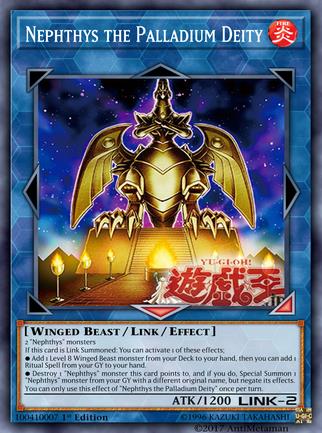 Nephthys the Palladium Deity
FIRE
炎
YU-GI-OH!
遊戯王
.jp
[Winged Beast / Link / Effect]
2 "Nephthys" monsters
If this card is Link Summoned: You can activate 1 of these effects;
● Add 1 Level 8 Winged Beast monster from your Deck to your hand, then you can add 1
Ritual Spell from your GY to your hand.
● Destroy 1 "Nephthys" monster this card points to, and if you do, Special Summon 1
"Nephthys" monster from your GY with a different original name, but negate its effects.
You can only use this effect of "Nephthys the Palladium Deity" once per turn.
ATK/1200 LINK-2
100410007 1st Edition
©1996 KAZUKI TAKAHASHI
©2017 AntiMetaman